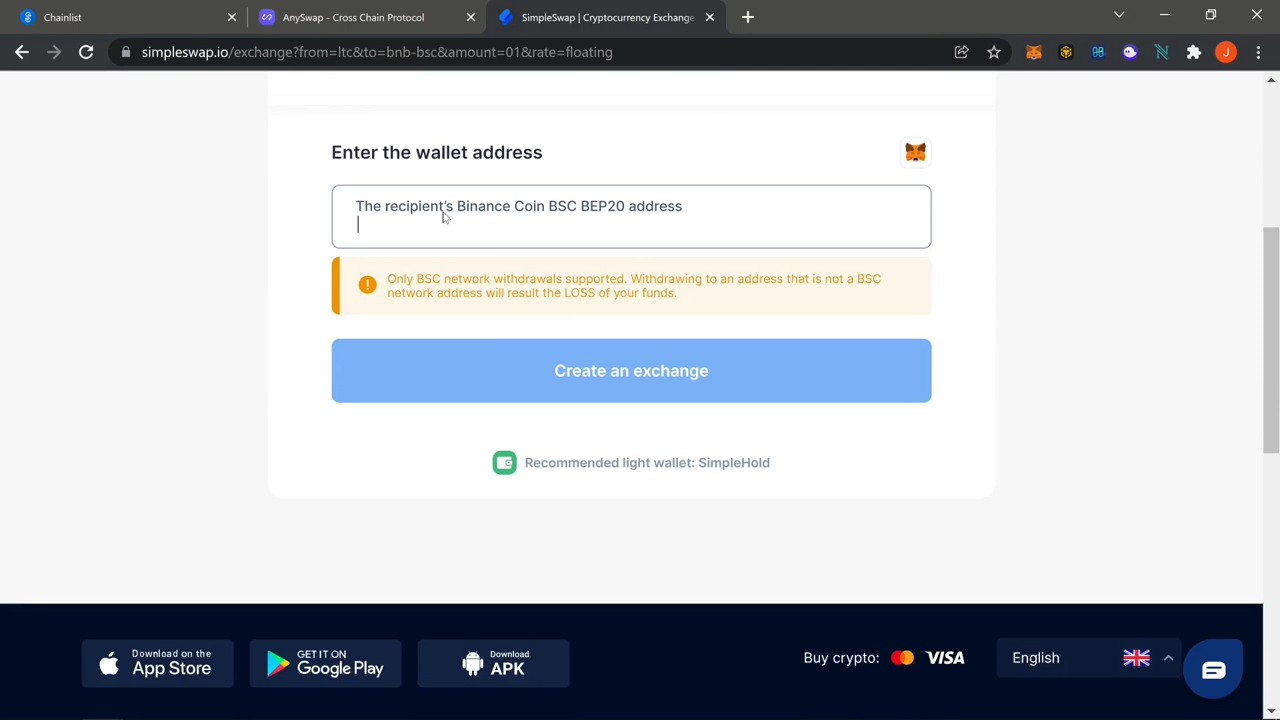 Chainlist
AnySwap - Cross Chain Protocol
SimpleSwap | Cryptocurrency Exchange
simpleswap.io/exchange?from=ltc&to=bnb-bsc&amount=01&rate=floating
J
Enter the wallet address
The recipient's Binance Coin BSC BEP20 address
Only BSC network withdrawals supported. Withdrawing to an address that is not a BSC
network address will result the LOSS of your funds.
Create an exchange
Recommended light wallet: SimpleHold
Download on the
App Store
GET IT ON
Google Play
Download
APK
Buy crypto:
VISA
English